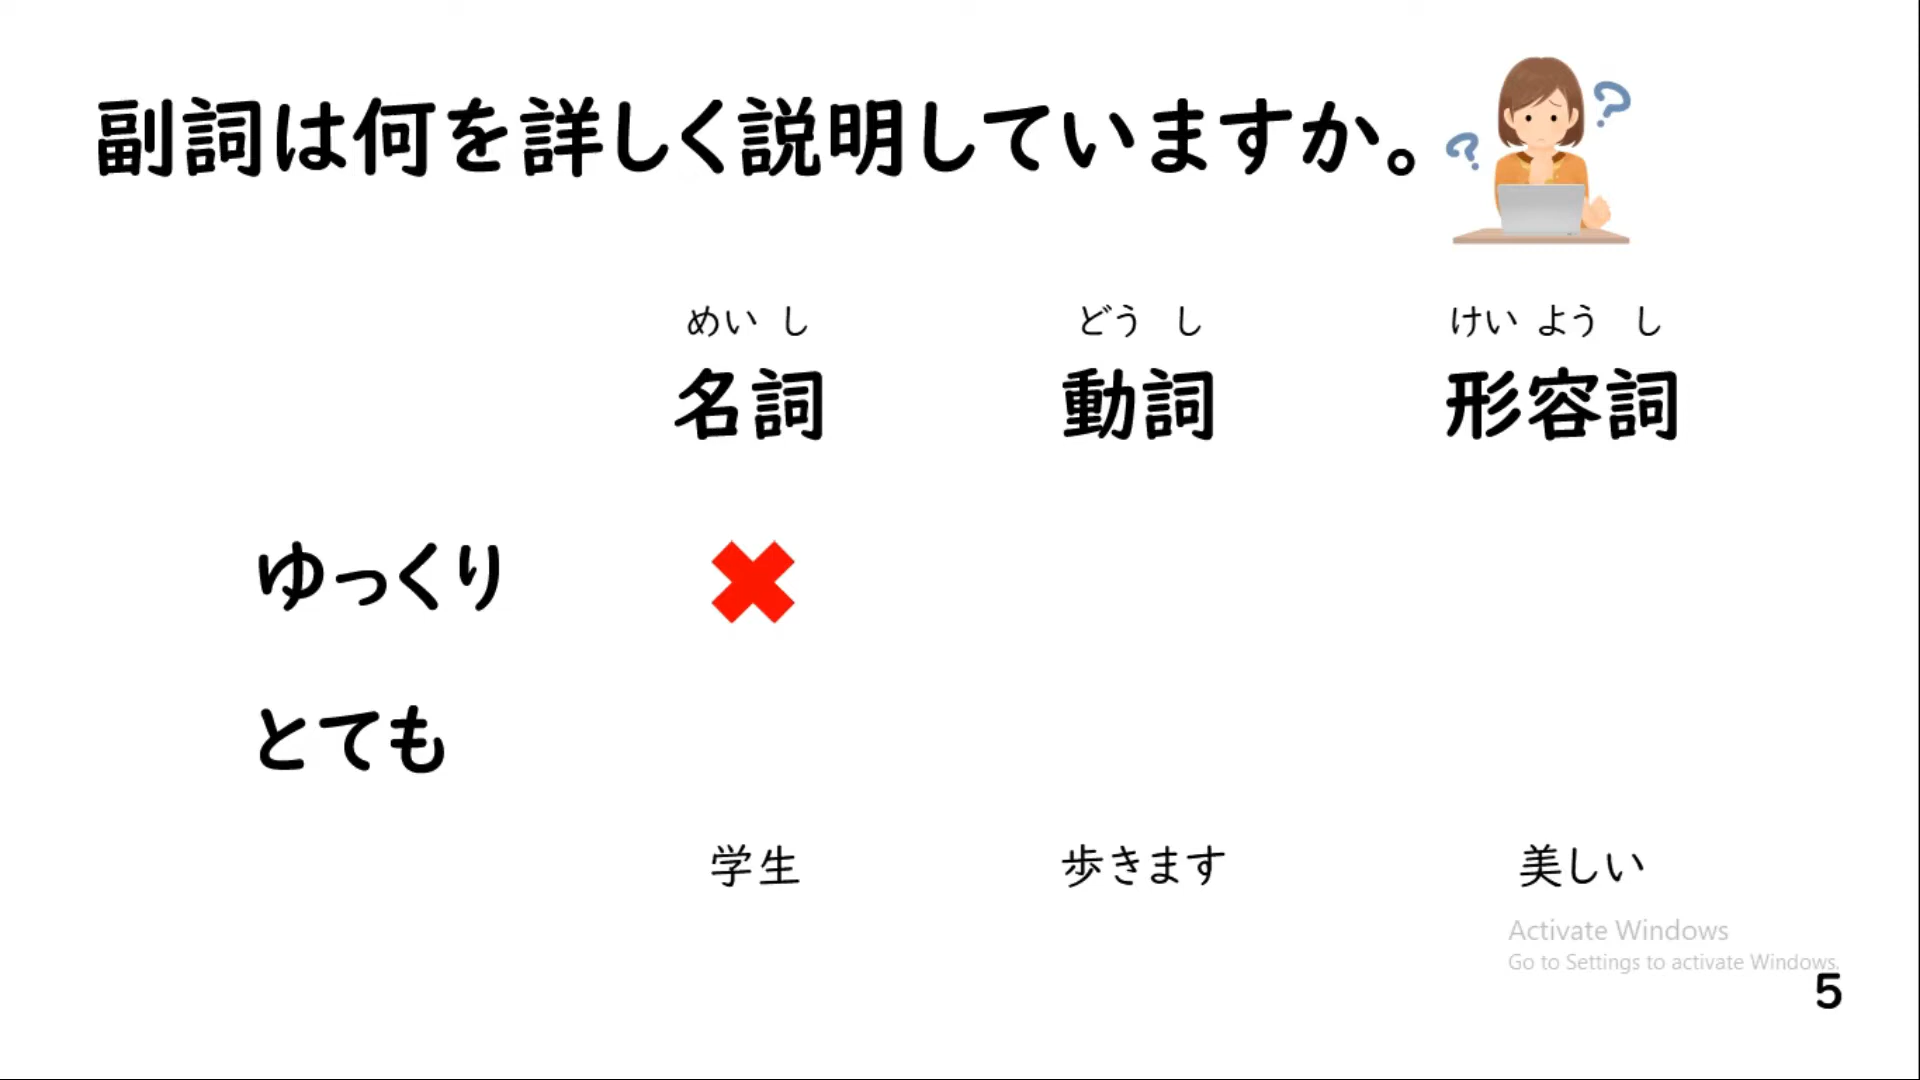 副詞は何を詳しく説明していますか。
めい し どう し けい よう し
名詞 動詞 形容詞
ゆっくり
とても
学生 歩きます 美しい
Activate Windows
Go to Settings to activate Windows.
5